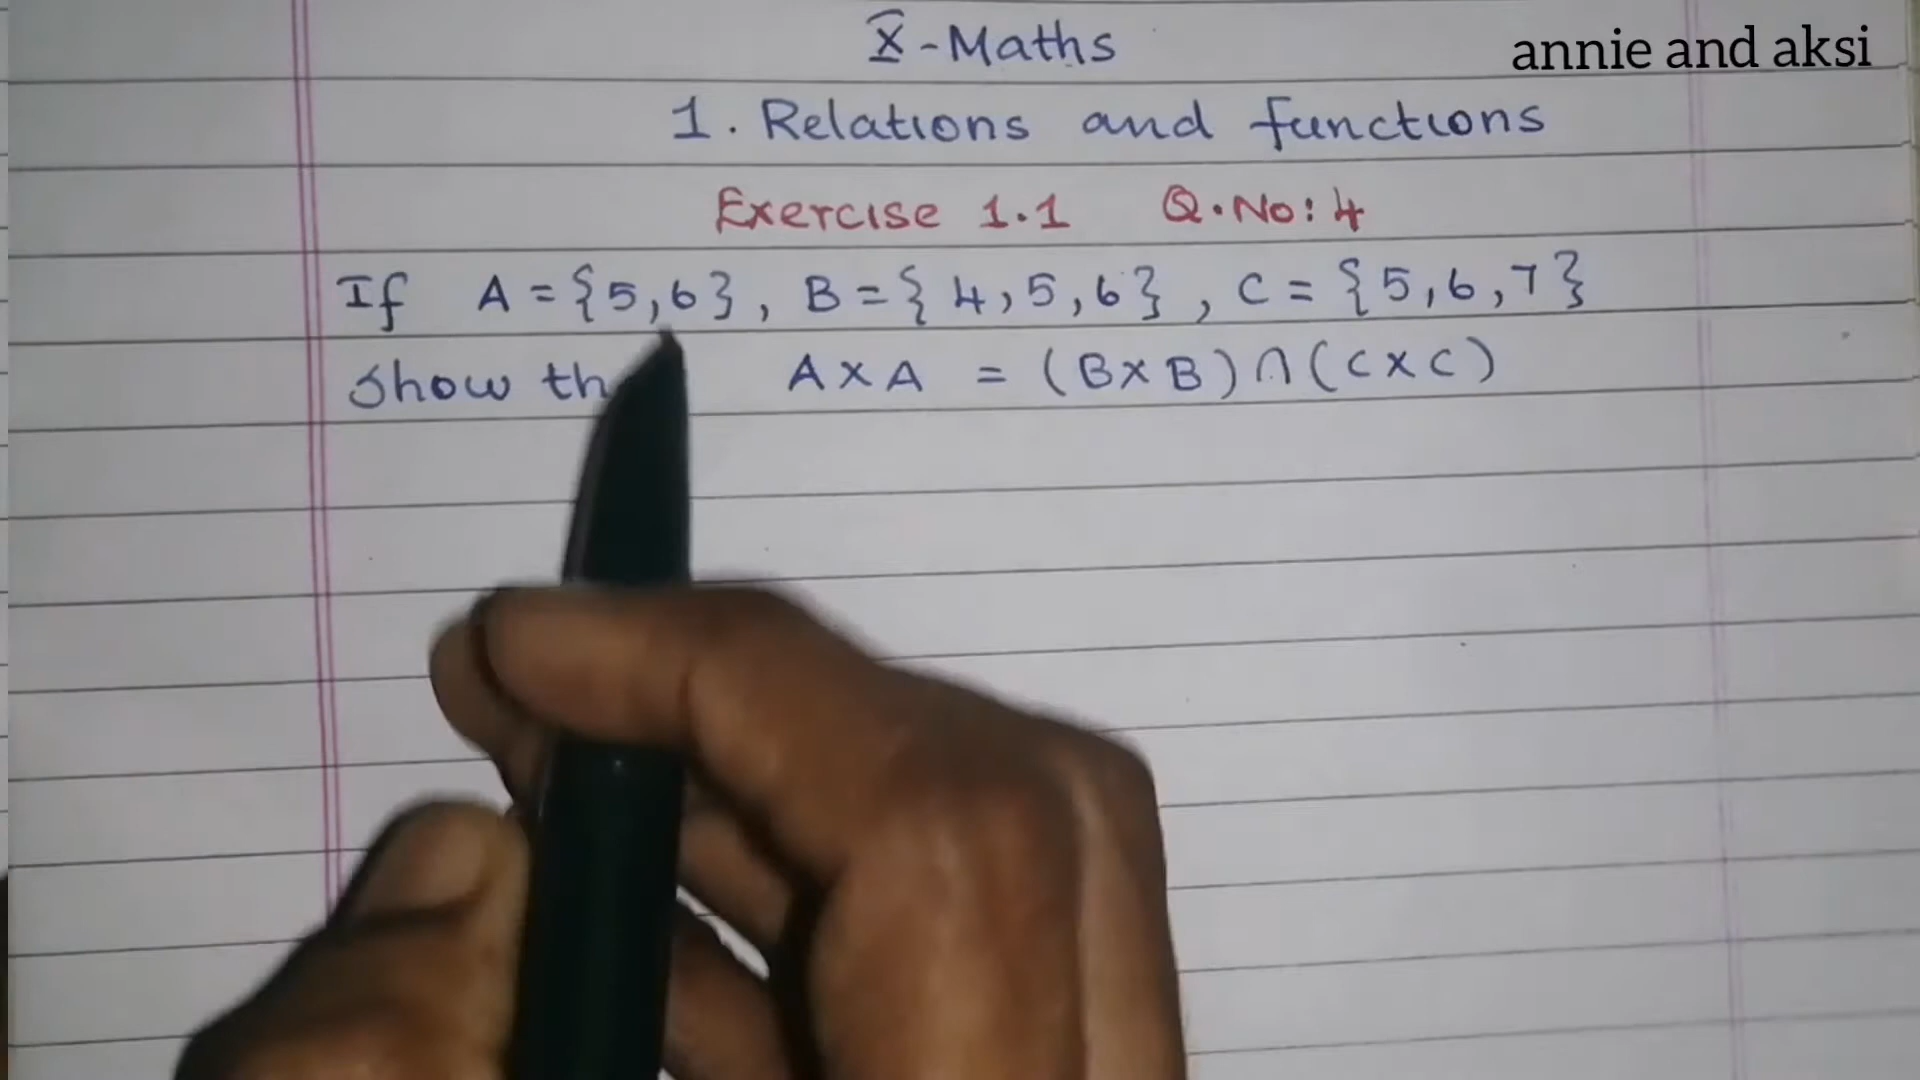 X-Maths
annie and aksi
1. Relations and functions
Exercise 1.1 Q.No: 4
If A = {5,6}, B = {4,5,6}, C = {5,6,7}
Show A X A = (B X B) ∩ (C X C)